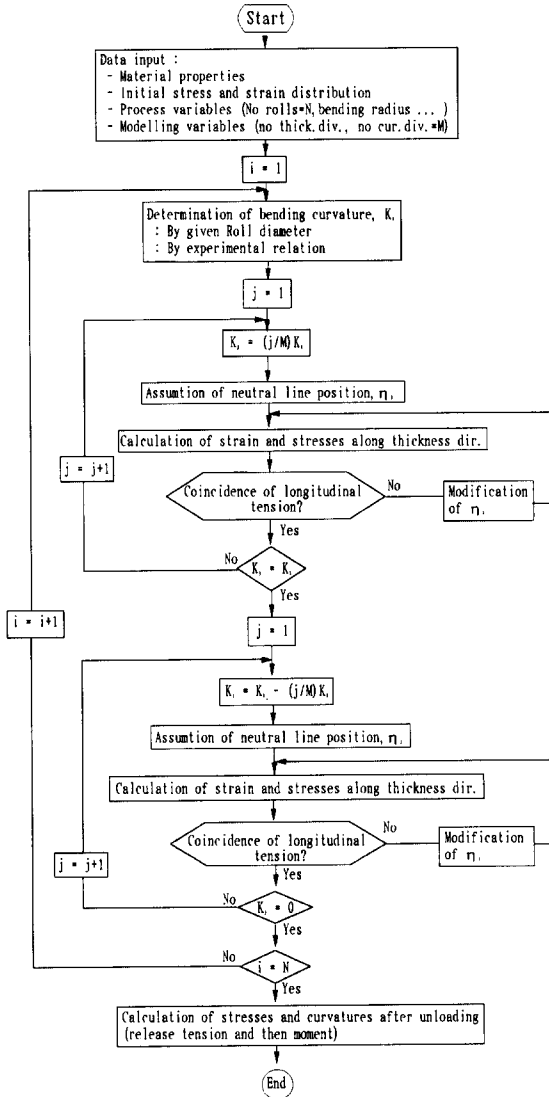 Start
Data input :
- Material properties
- Initial stress and strain distribution
- Process variables (No rolls=N, bending radius ... )
- Modelling variables (no thick. div., no cur. div.=M)
i = 1
Determination of bending curvature, K
: By given Roll diameter
: By experimental relation
j = 1
K = (j/M) K
Assumtion of neutral line position, η
Calculation of strain and stresses along thickness dir.
j = j+1
Coincidence of longitudinal
tension?
No
Modification
of η
Yes
No
K = K
Yes
i = i+1
j = 1
K = K - (j/M) K
Assumtion of neutral line position, η
Calculation of strain and stresses along thickness dir.
Coincidence of longitudinal
tension?
No
Modification
of η
j = j+1
Yes
No
K = 0
Yes
No
i = N
Yes
Calculation of stresses and curvatures after unloading
(release tension and then moment)
End